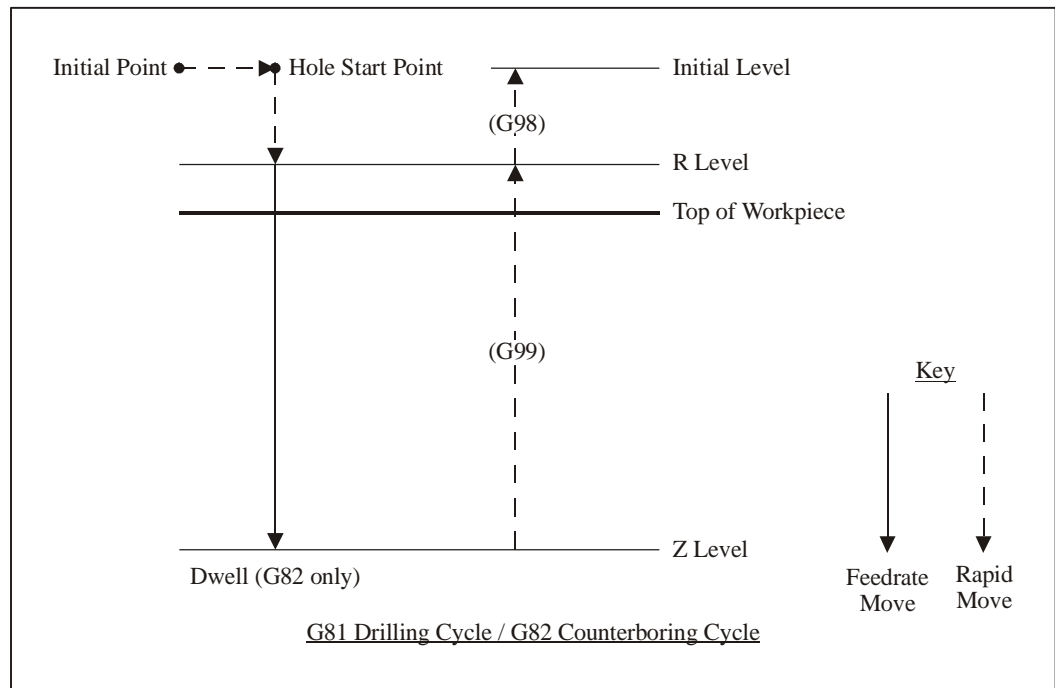 Initial Point
Hole Start Point
Initial Level
(G98)
R Level
Top of Workpiece
(G99)
Key
Z Level
Dwell (G82 only)
Feedrate
Move
Rapid
Move
G81 Drilling Cycle / G82 Counterboring Cycle